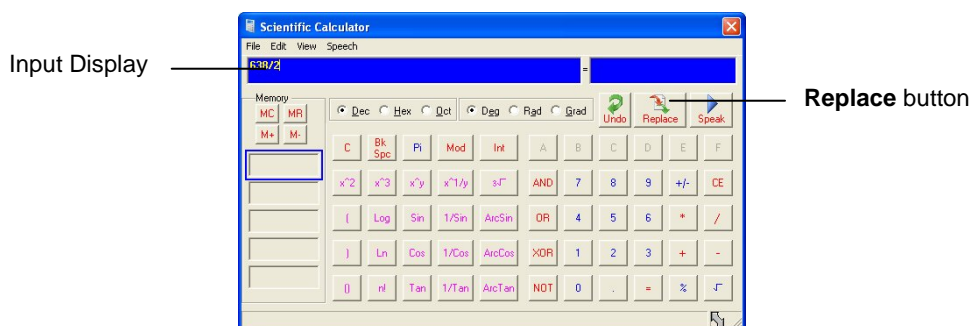 Scientific Calculator
File Edit View Speech
Input Display
638/2
=
Memory
MC MR
M+ M-
Dec Hex Oct Deg Rad Grad
Undo Replace Speak
Replace button
C Bk Spc Pi Mod Int A B C D E F
x^2 x^3 x^y x^1/y 3√ AND 7 8 9 +/- CE
( Log Sin 1/Sin ArcSin OR 4 5 6 * /
) Ln Cos 1/Cos ArcCos XOR 1 2 3 + -
() n! Tan 1/Tan ArcTan NOT 0 . = % √